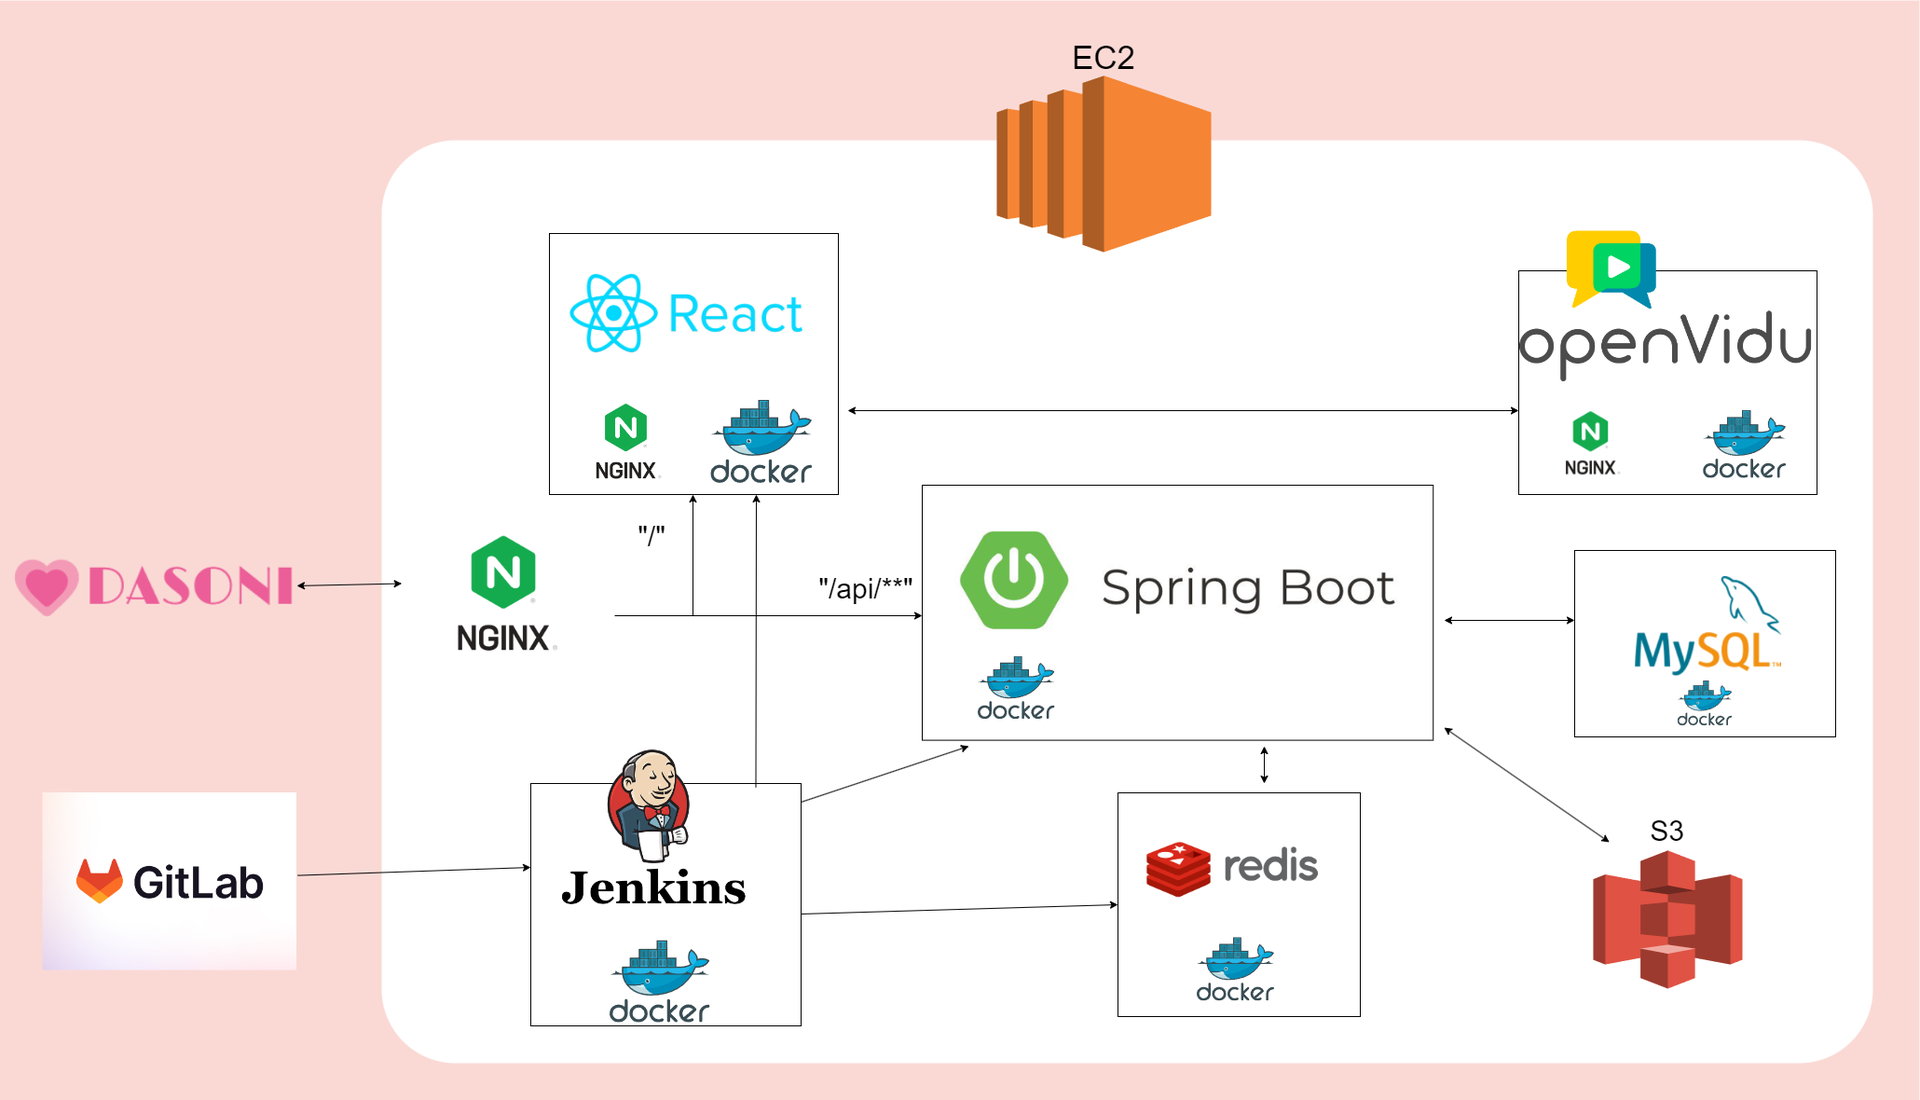 EC2
React
NGINX
docker
openVidu
NGINX
docker
"/"
DASONI
NGINX
"/api/**"
Spring Boot
docker
MySQL™
docker
GitLab
Jenkins
docker
redis
docker
S3